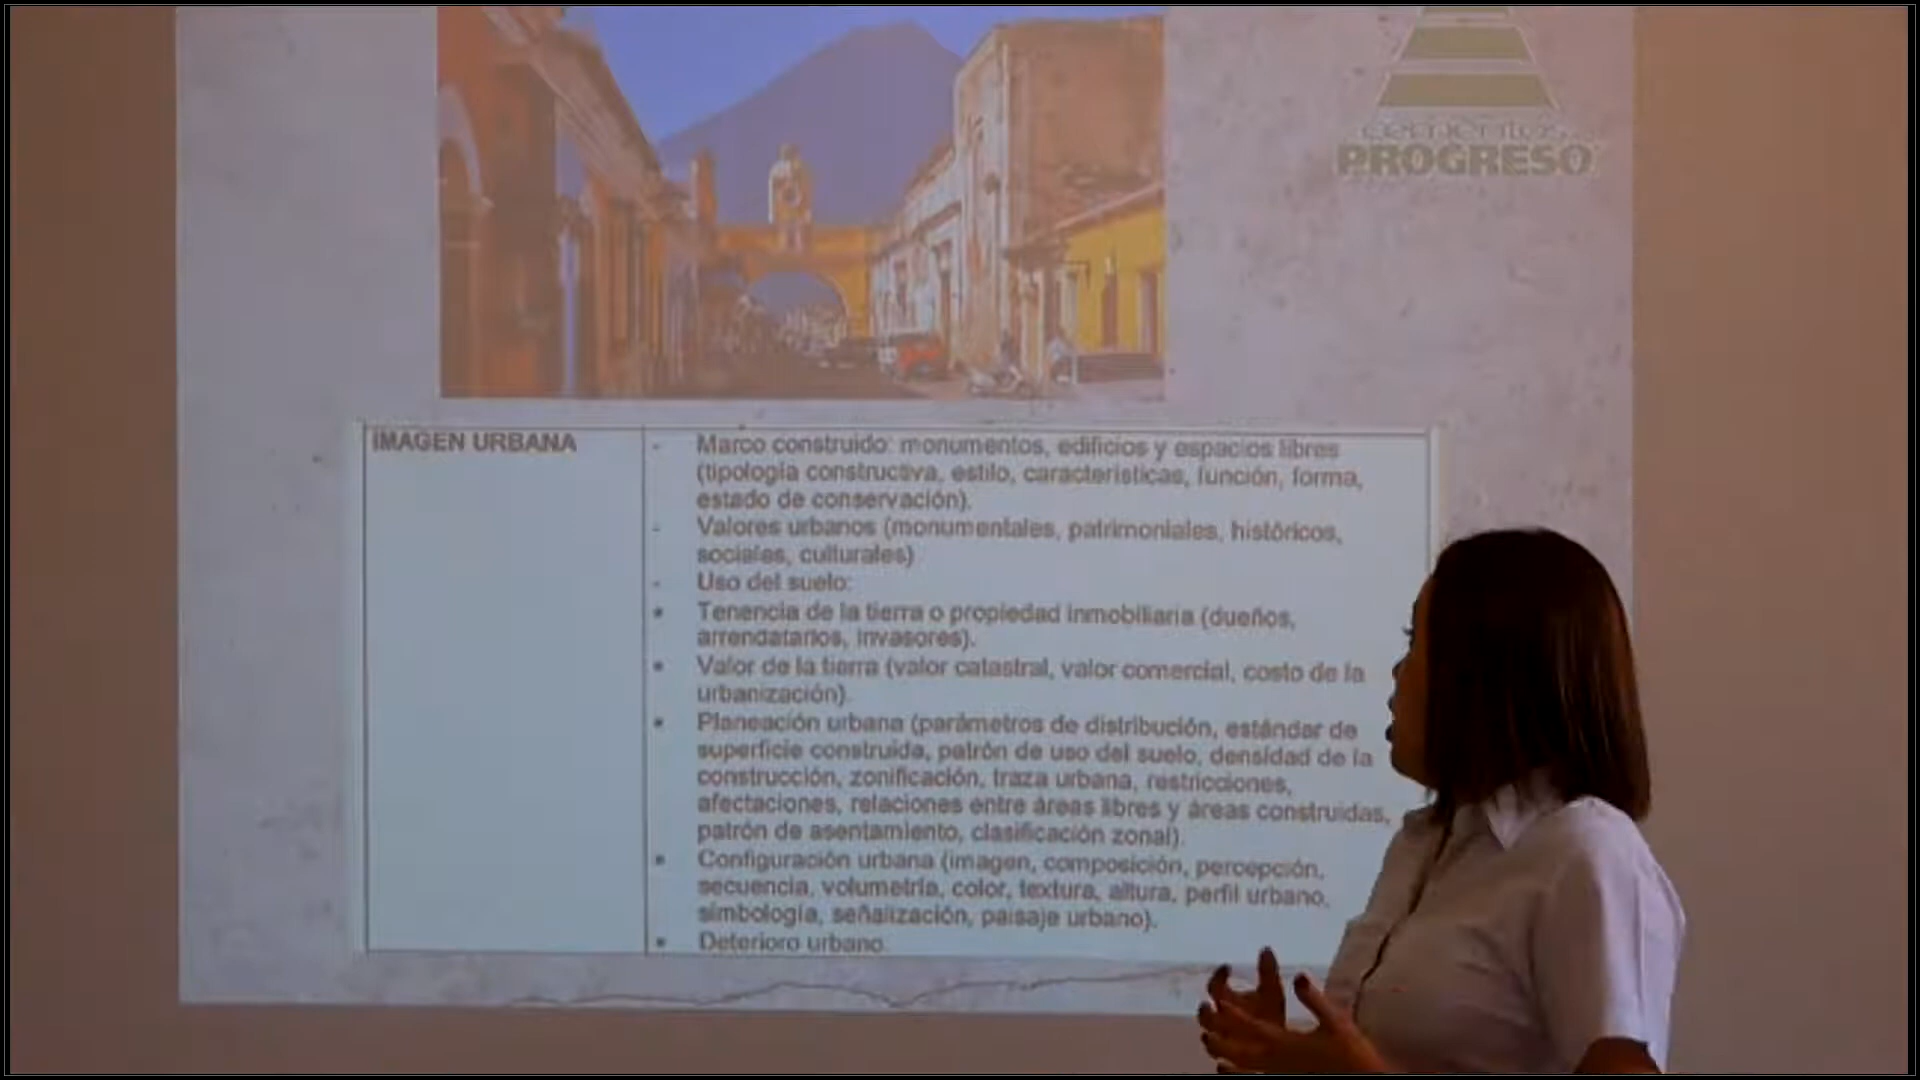 cementos
PROGRESO
IMAGEN URBANA
- Marco construido: monumentos, edificios y espacios libres
(tipología constructiva, estilo, características, función, forma,
estado de conservación).
- Valores urbanos (monumentales, patrimoniales, históricos,
sociales, culturales)
- Uso del suelo:
• Tenencia de la tierra o propiedad inmobiliaria (dueños,
arrendatarios, invasores).
• Valor de la tierra (valor catastral, valor comercial, costo de la
urbanización).
• Planeación urbana (parámetros de distribución, estándar de
superficie construida, patrón de uso del suelo, densidad de la
construcción, zonificación, traza urbana, restricciones,
afectaciones, relaciones entre áreas libres y áreas construidas,
patrón de asentamiento, clasificación zonal).
• Configuración urbana (imagen, composición, percepción,
secuencia, volumetría, color, textura, altura, perfil urbano,
simbología, señalización, paisaje urbano).
• Deterioro urbano.